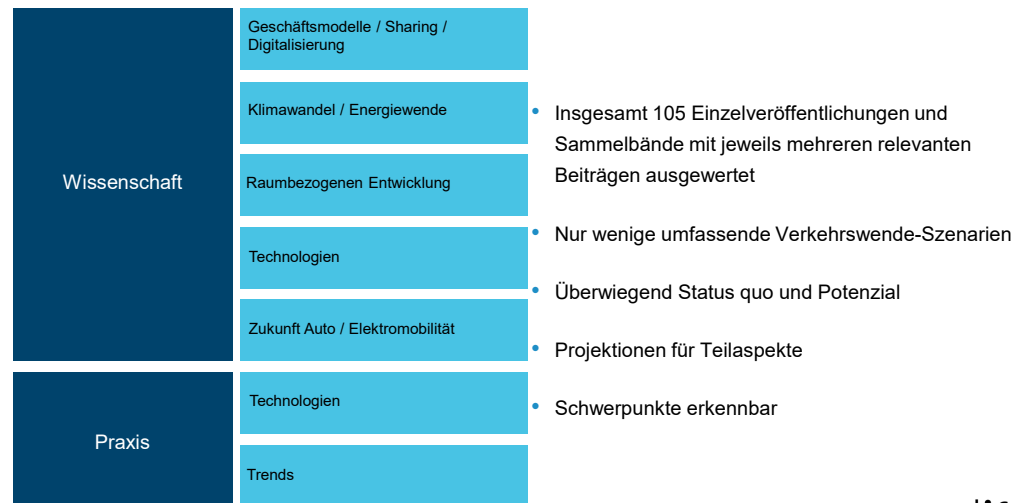 Wissenschaft
Geschäftsmodelle / Sharing /
Digitalisierung
Klimawandel / Energiewende
Raumbezogenen Entwicklung
Technologien
Zukunft Auto / Elektromobilität
Praxis
Technologien
Trends
• Insgesamt 105 Einzelveröffentlichungen und
Sammelbände mit jeweils mehreren relevanten
Beiträgen ausgewertet
• Nur wenige umfassende Verkehrswende-Szenarien
• Überwiegend Status quo und Potenzial
• Projektionen für Teilaspekte
• Schwerpunkte erkennbar